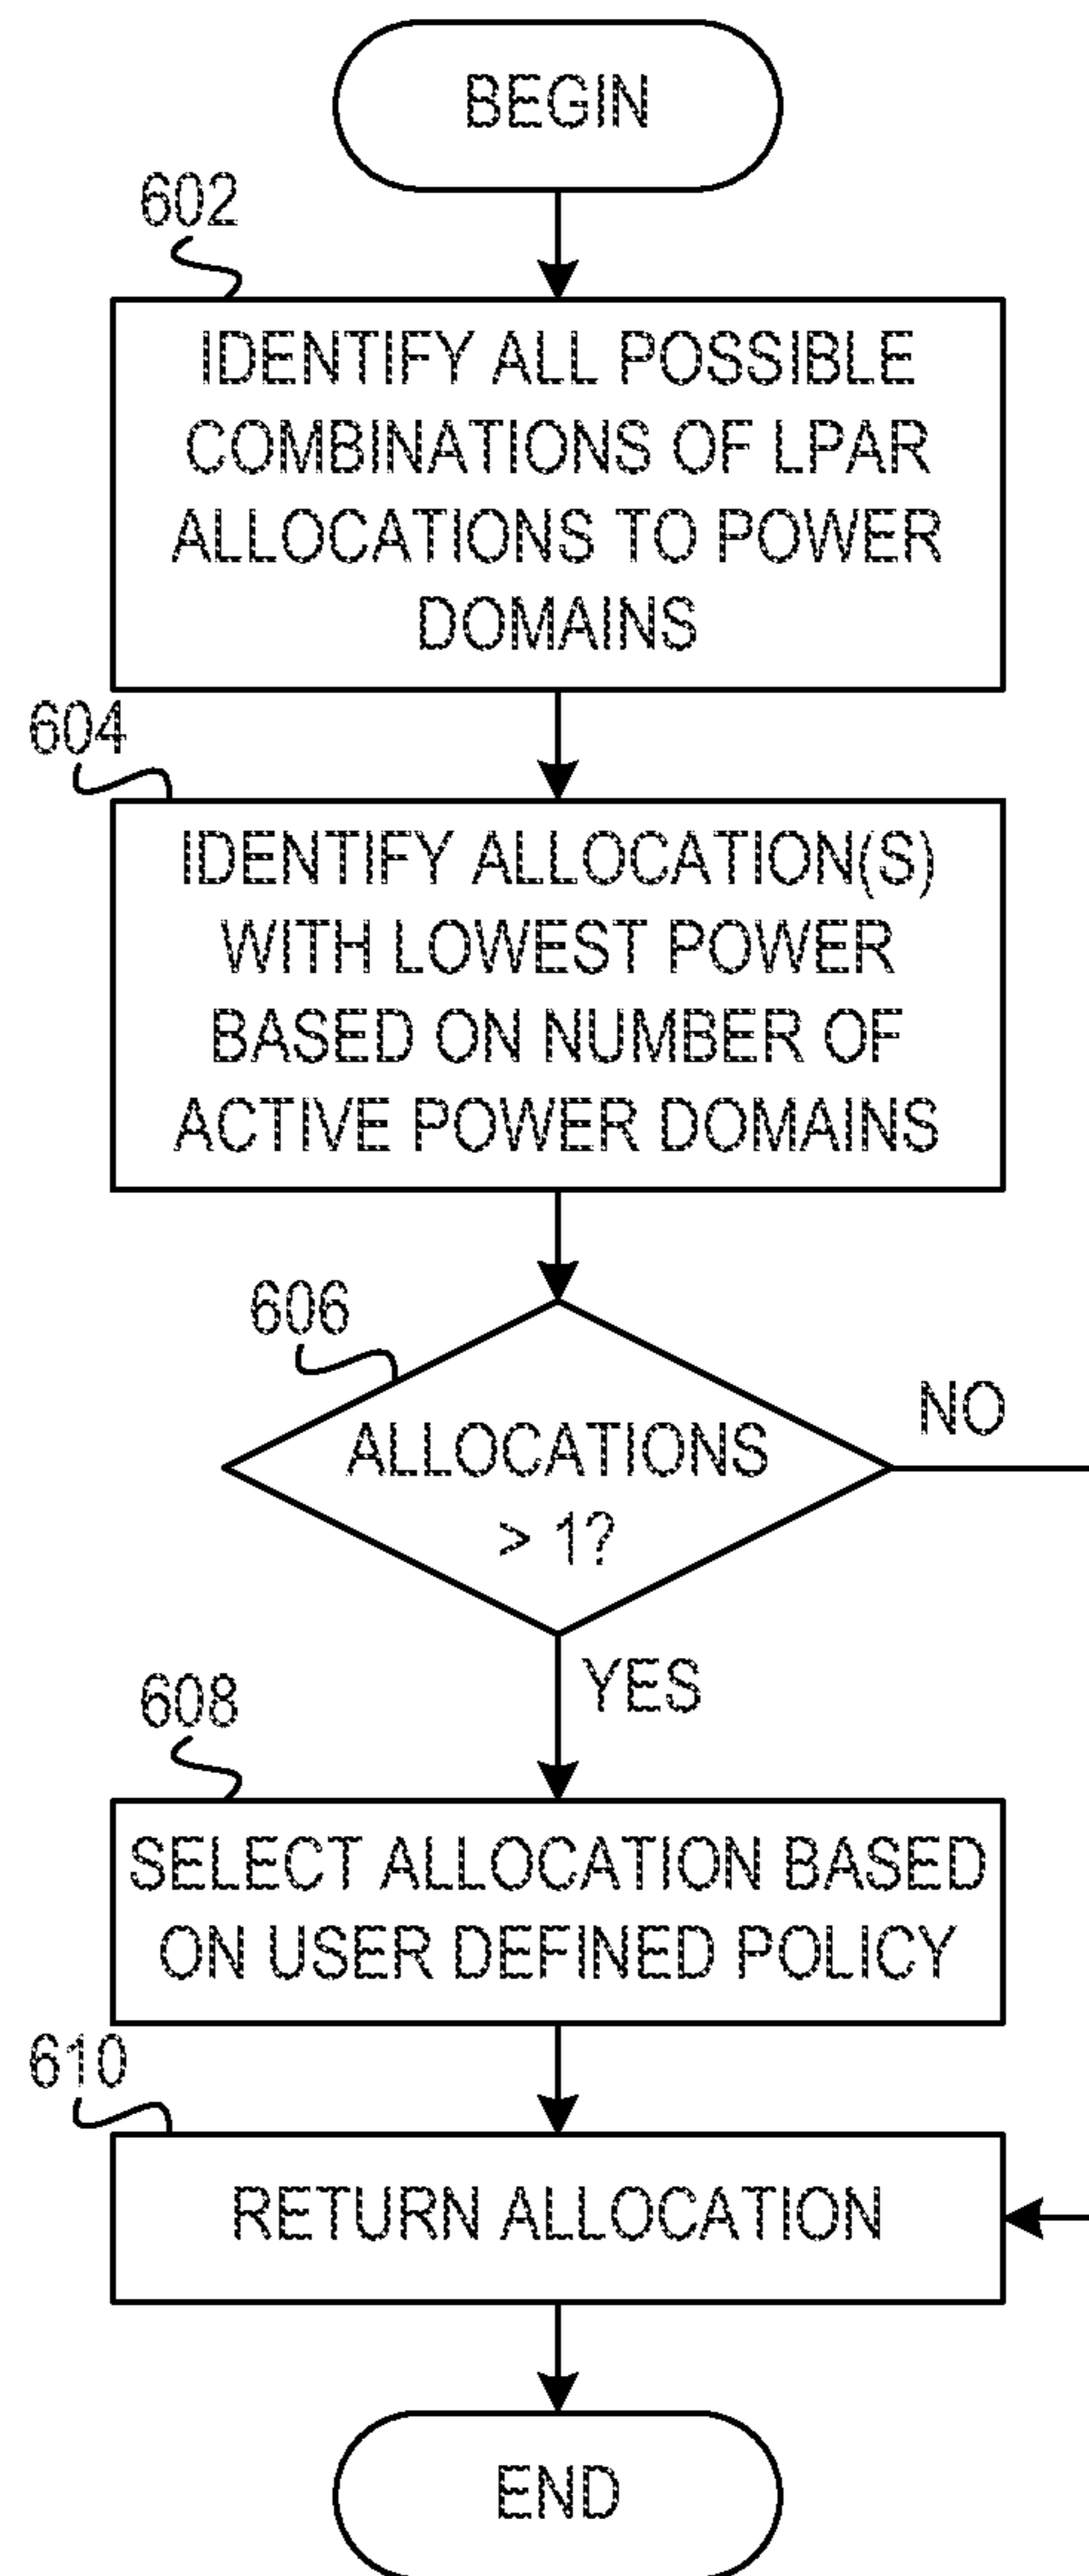 BEGIN
602
IDENTIFY ALL POSSIBLE
COMBINATIONS OF LPAR
ALLOCATIONS TO POWER
DOMAINS
604
IDENTIFY ALLOCATION(S)
WITH LOWEST POWER
BASED ON NUMBER OF
ACTIVE POWER DOMAINS
606
ALLOCATIONS
> 1?
NO
YES
608
SELECT ALLOCATION BASED
ON USER DEFINED POLICY
610
RETURN ALLOCATION
END